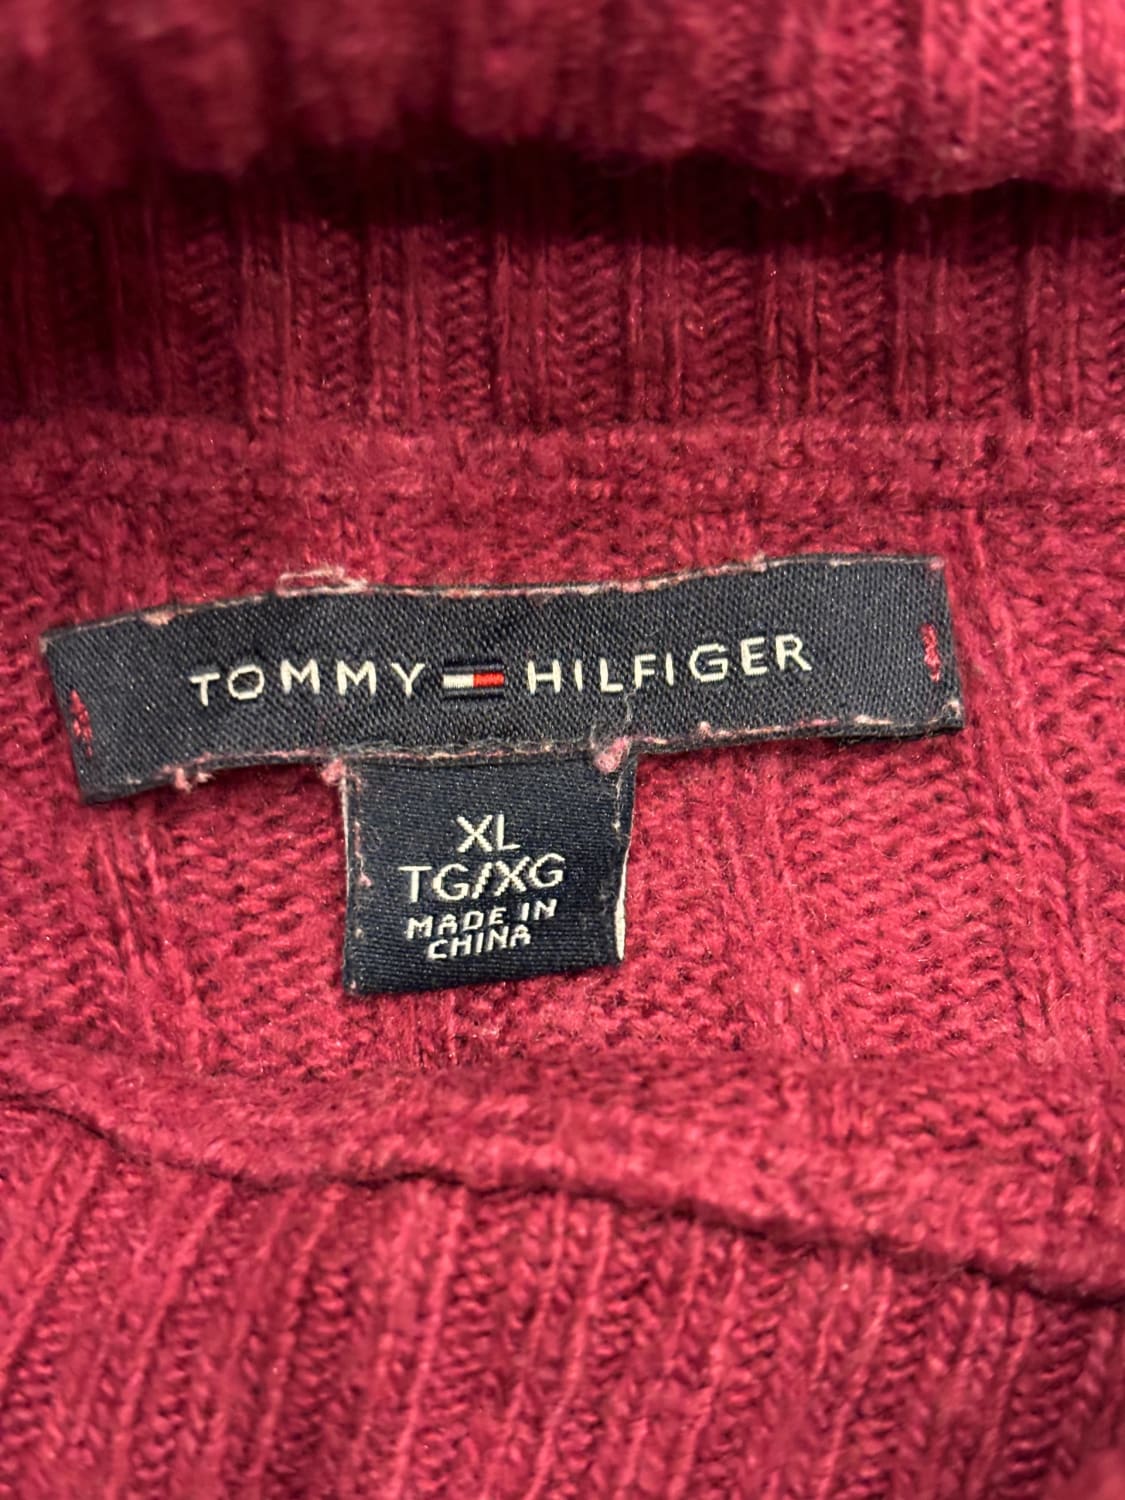 TOMMY HILFIGER
XL
TG/XG
MADE IN
CHINA